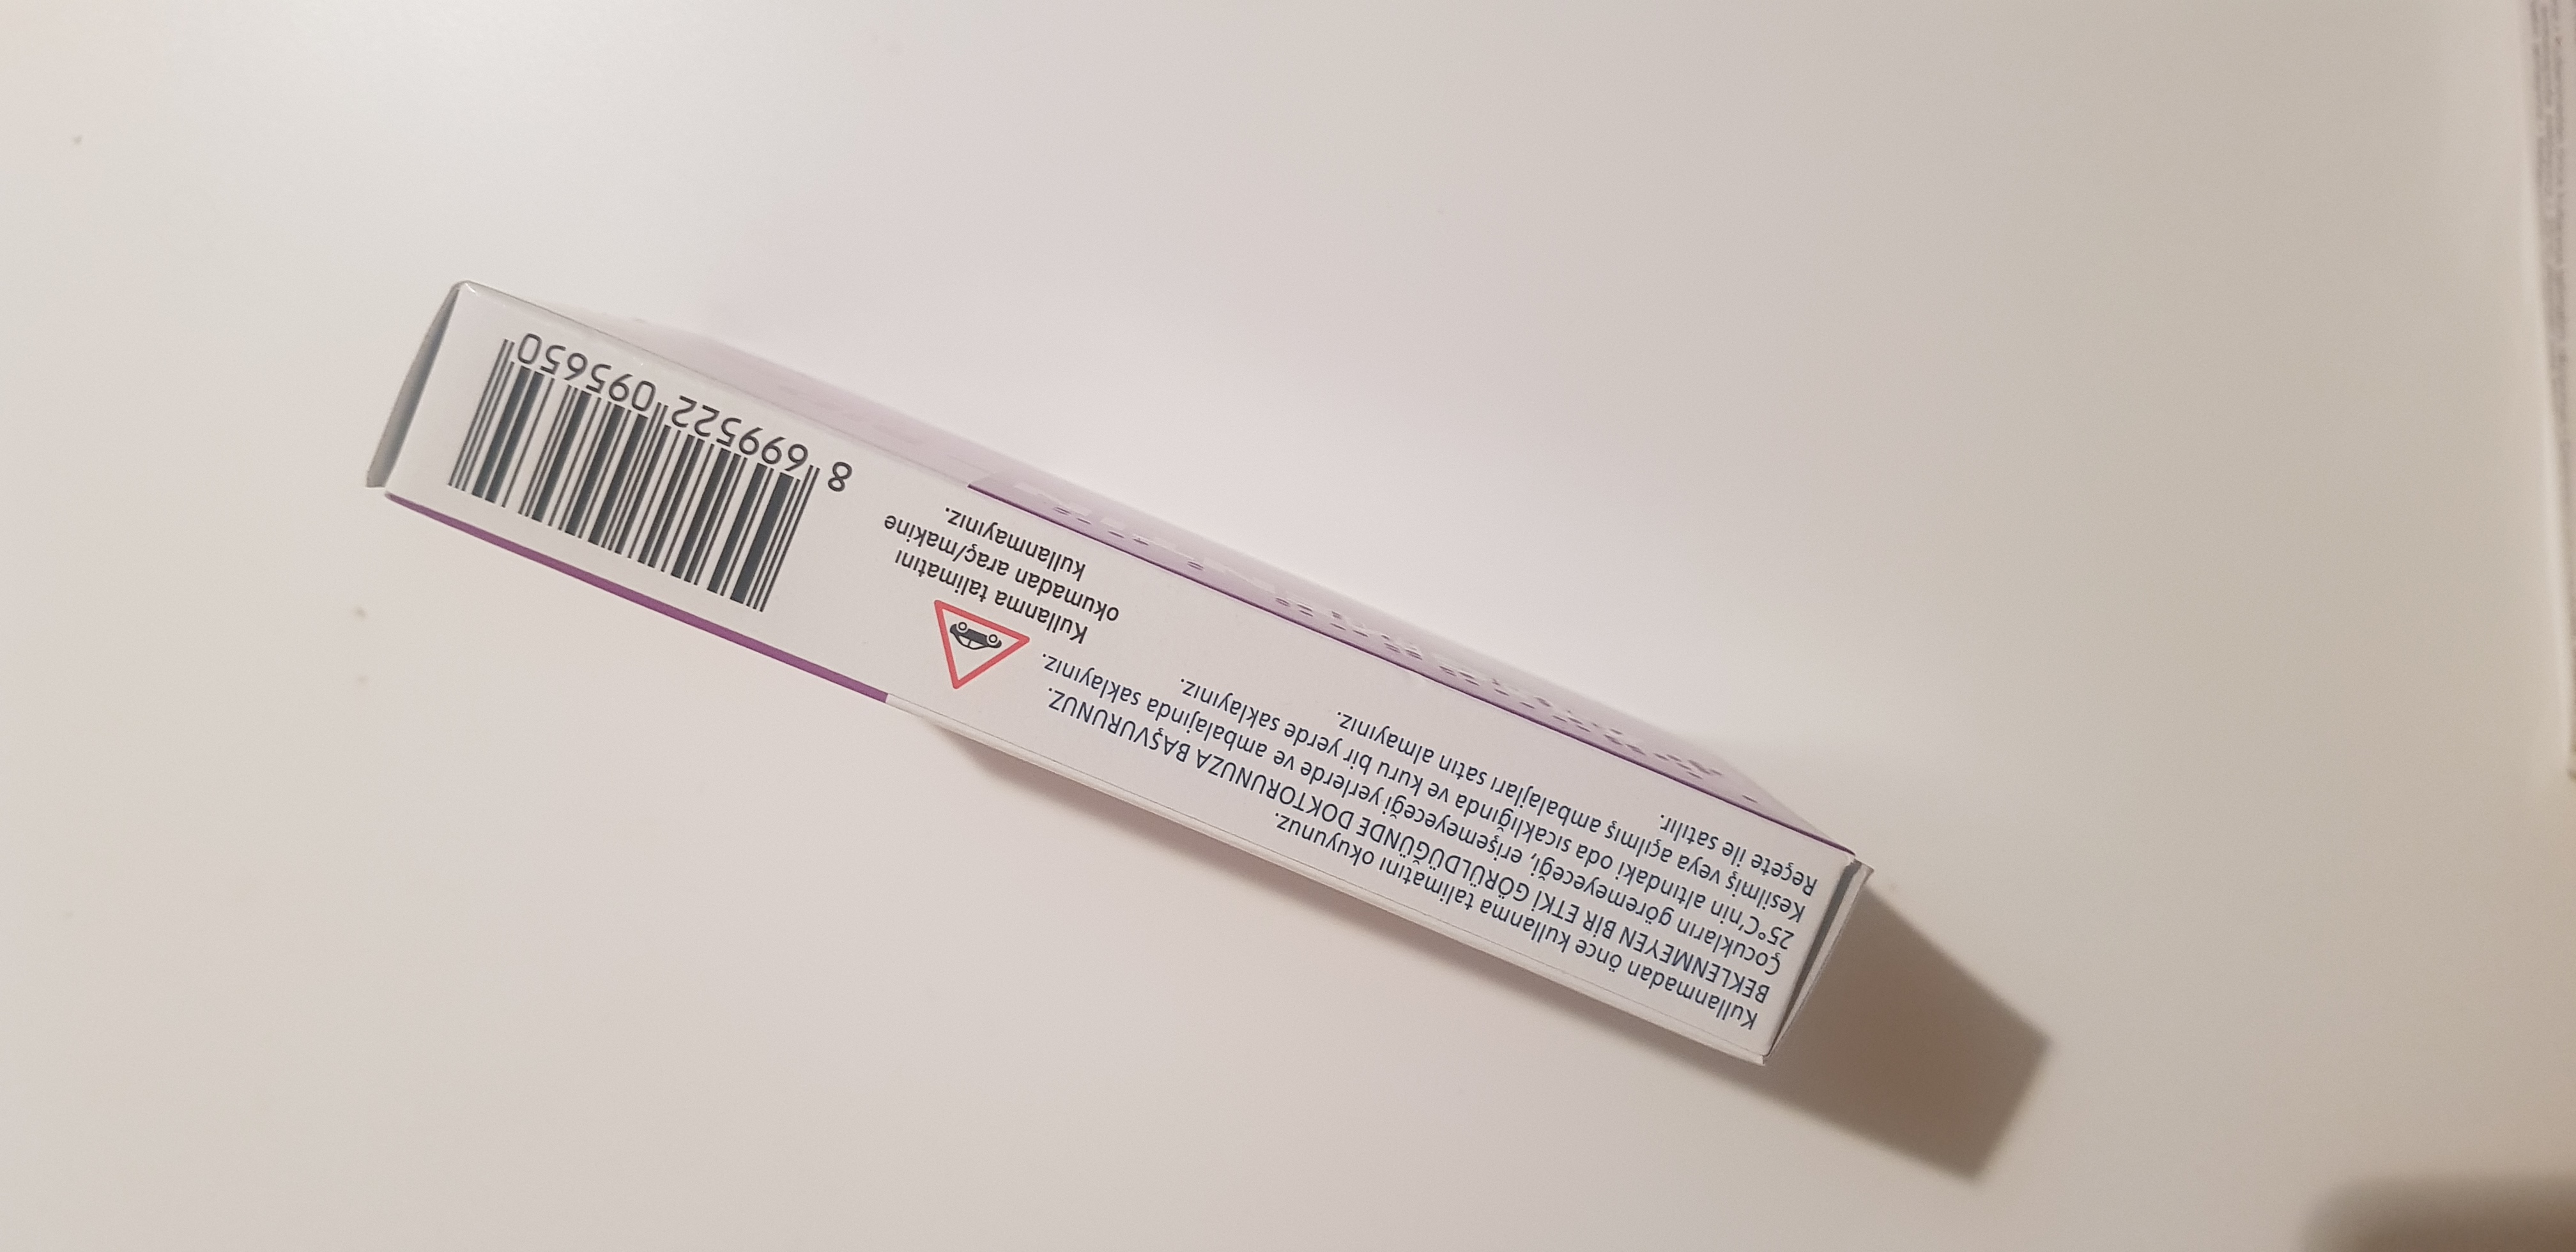 Kullanmadan önce kullanma talimatını okuyunuz.
BEKLENMEYEN BİR ETKİ GÖRÜLDÜĞÜNDE DOKTORUNUZA BAŞVURUNUZ.
Çocukların göremeyeceği, erişemeyeceği yerlerde ve ambalajında saklayınız.
25°C'nin altındaki oda sıcaklığında ve kuru bir yerde saklayınız.
Kesilmiş veya açılmış ambalajları satın almayınız.
Reçete ile satılır.
Kullanma talimatını
okumadan araç/makine
kullanmayınız.
8 699522 095650